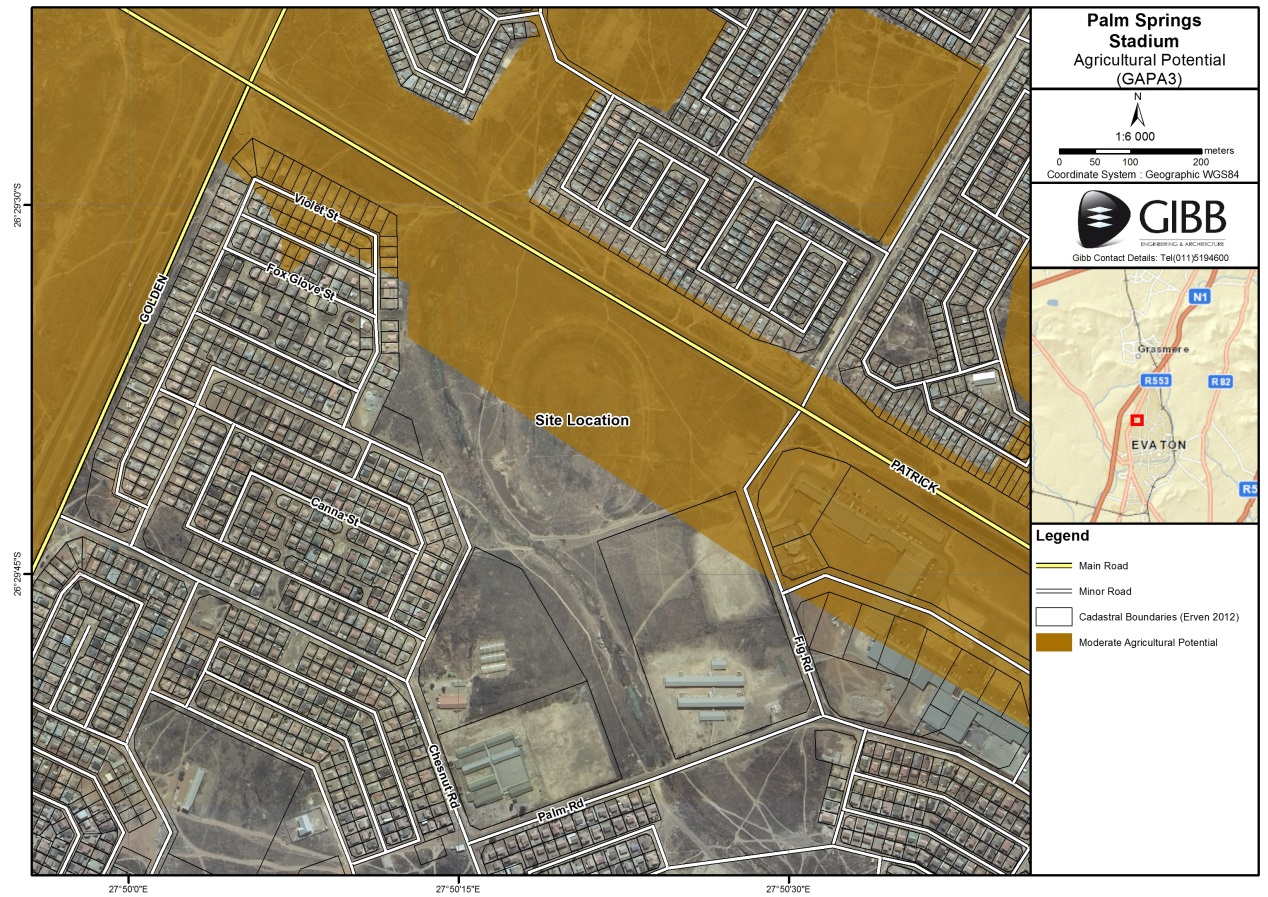 Palm Springs
Stadium
Agricultural Potential
(GAPA3)
N
1:6 000
meters
0 50 100 200
Coordinate System : Geographic WGS84
GIBB
ENGINEERING & ARCHITECTURE
Gibb Contact Details: Tel(011)5194600
N1
Grasmere
R553
R82
EVATON
R5
Legend
Main Road
Minor Road
Cadastral Boundaries (Erven 2012)
Moderate Agricultural Potential
Violet St
Fox Glove St
GOLDEN
Site Location
PATRICK
Canna St
Fig Rd
Chesnut Rd
Palm Rd
26°29'30"S
26°29'45"S
27°50'0"E
27°50'15"E
27°50'30"E